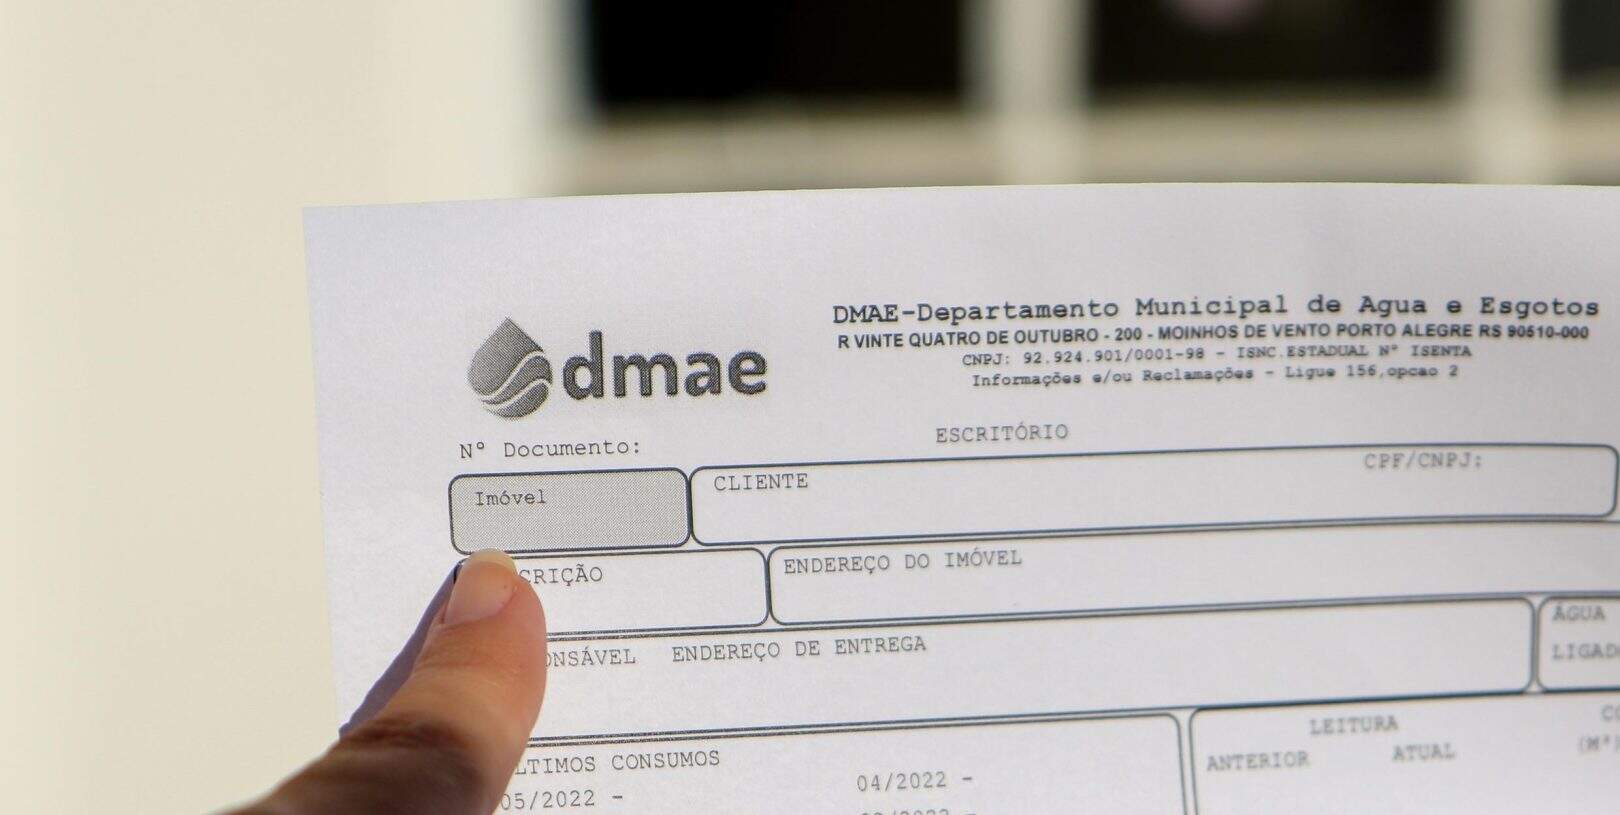 dmae
DMAE-Departamento Municipal de Agua e Esgotos
R VINTE QUATRO DE OUTUBRO - 200 - MOINHOS DE VENTO PORTO ALEGRE RS 90510-000
CNPJ: 92.924.901/0001-98 - ISNC.ESTADUAL Nº ISENTA
Informações e/ou Reclamações - Ligue 156,opcao 2
Nº Documento:
ESCRITÓRIO
Imóvel
CLIENTE
CPF/CNPJ:
CRIÇÃO
ENDEREÇO DO IMÓVEL
ONSÁVEL ENDEREÇO DE ENTREGA
ÁGUA
LIGAD
LTIMOS CONSUMOS
05/2022 -
04/2022 -
LEITURA
ANTERIOR ATUAL